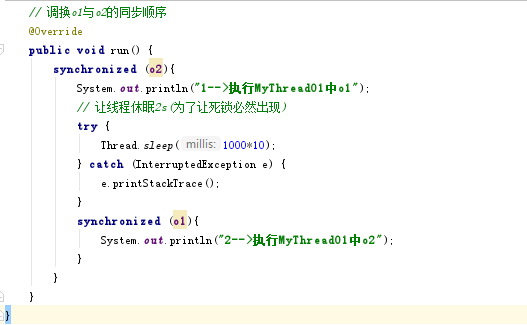 // 调换o1与o2的同步顺序
@Override
public void run() {
synchronized (o2){
System.out.println("1-->执行MyThread01中o1");
// 让线程休眠2s(为了让死锁必然出现)
try {
Thread.sleep( millis: 1000*10);
} catch (InterruptedException e) {
e.printStackTrace();
}
synchronized (o1){
System.out.println("2-->执行MyThread01中o2");
}
}
}
}